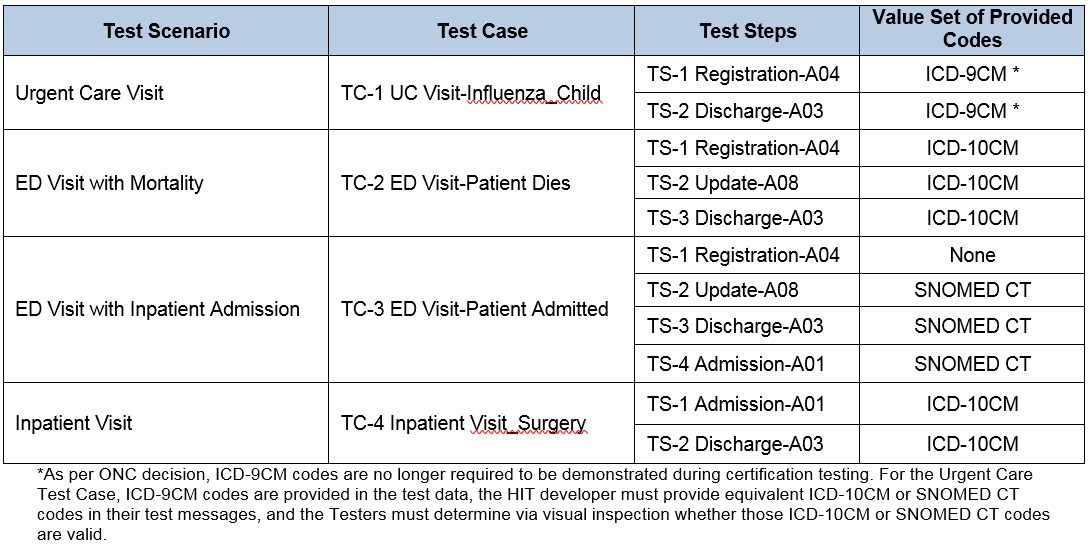 Test Scenario
Test Case
Test Steps
Value Set of Provided
Codes
Urgent Care Visit
TC-1 UC Visit-Influenza_Child
TS-1 Registration-A04
ICD-9CM *
TS-2 Discharge-A03
ICD-9CM *
ED Visit with Mortality
TC-2 ED Visit-Patient Dies
TS-1 Registration-A04
ICD-10CM
TS-2 Update-A08
ICD-10CM
TS-3 Discharge-A03
ICD-10CM
ED Visit with Inpatient Admission
TC-3 ED Visit-Patient Admitted
TS-1 Registration-A04
None
TS-2 Update-A08
SNOMED CT
TS-3 Discharge-A03
SNOMED CT
TS-4 Admission-A01
SNOMED CT
Inpatient Visit
TC-4 Inpatient Visit_Surgery
TS-1 Admission-A01
ICD-10CM
TS-2 Discharge-A03
ICD-10CM
*As per ONC decision, ICD-9CM codes are no longer required to be demonstrated during certification testing. For the Urgent Care
Test Case, ICD-9CM codes are provided in the test data, the HIT developer must provide equivalent ICD-10CM or SNOMED CT
codes in their test messages, and the Testers must determine via visual inspection whether those ICD-10CM or SNOMED CT codes
are valid.